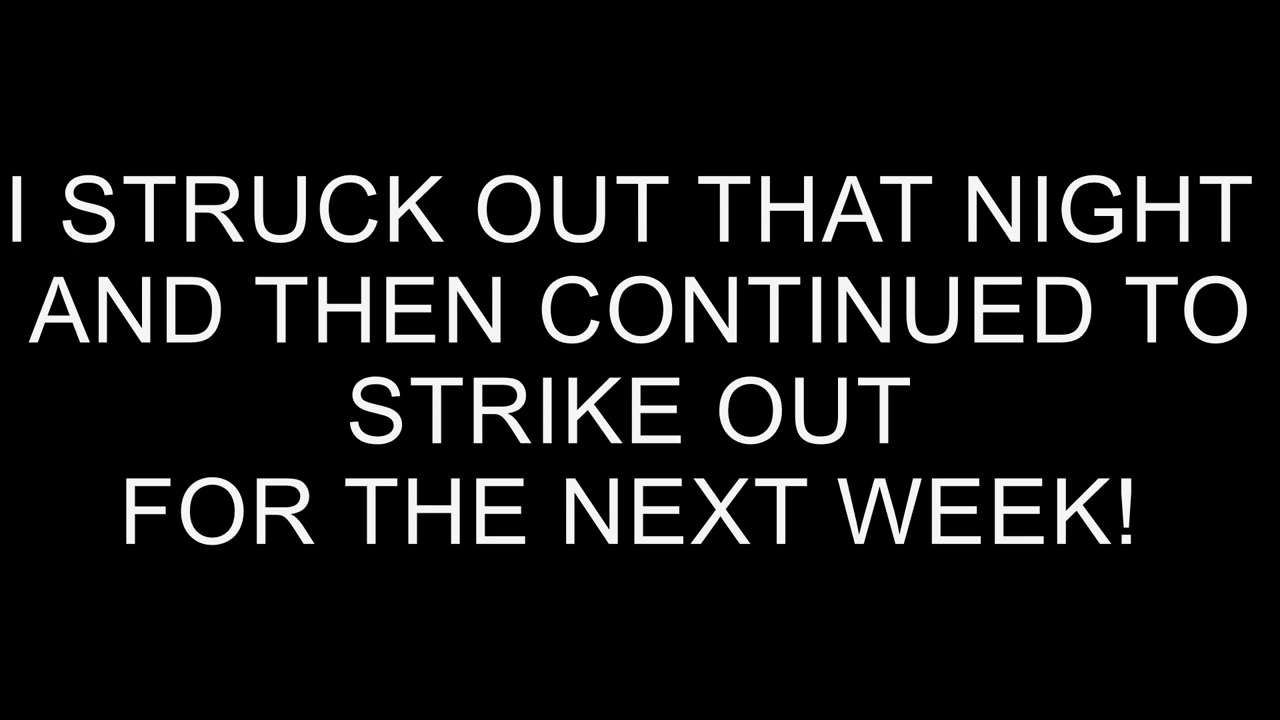 I STRUCK OUT THAT NIGHT
AND THEN CONTINUED TO
STRIKE OUT
FOR THE NEXT WEEK!